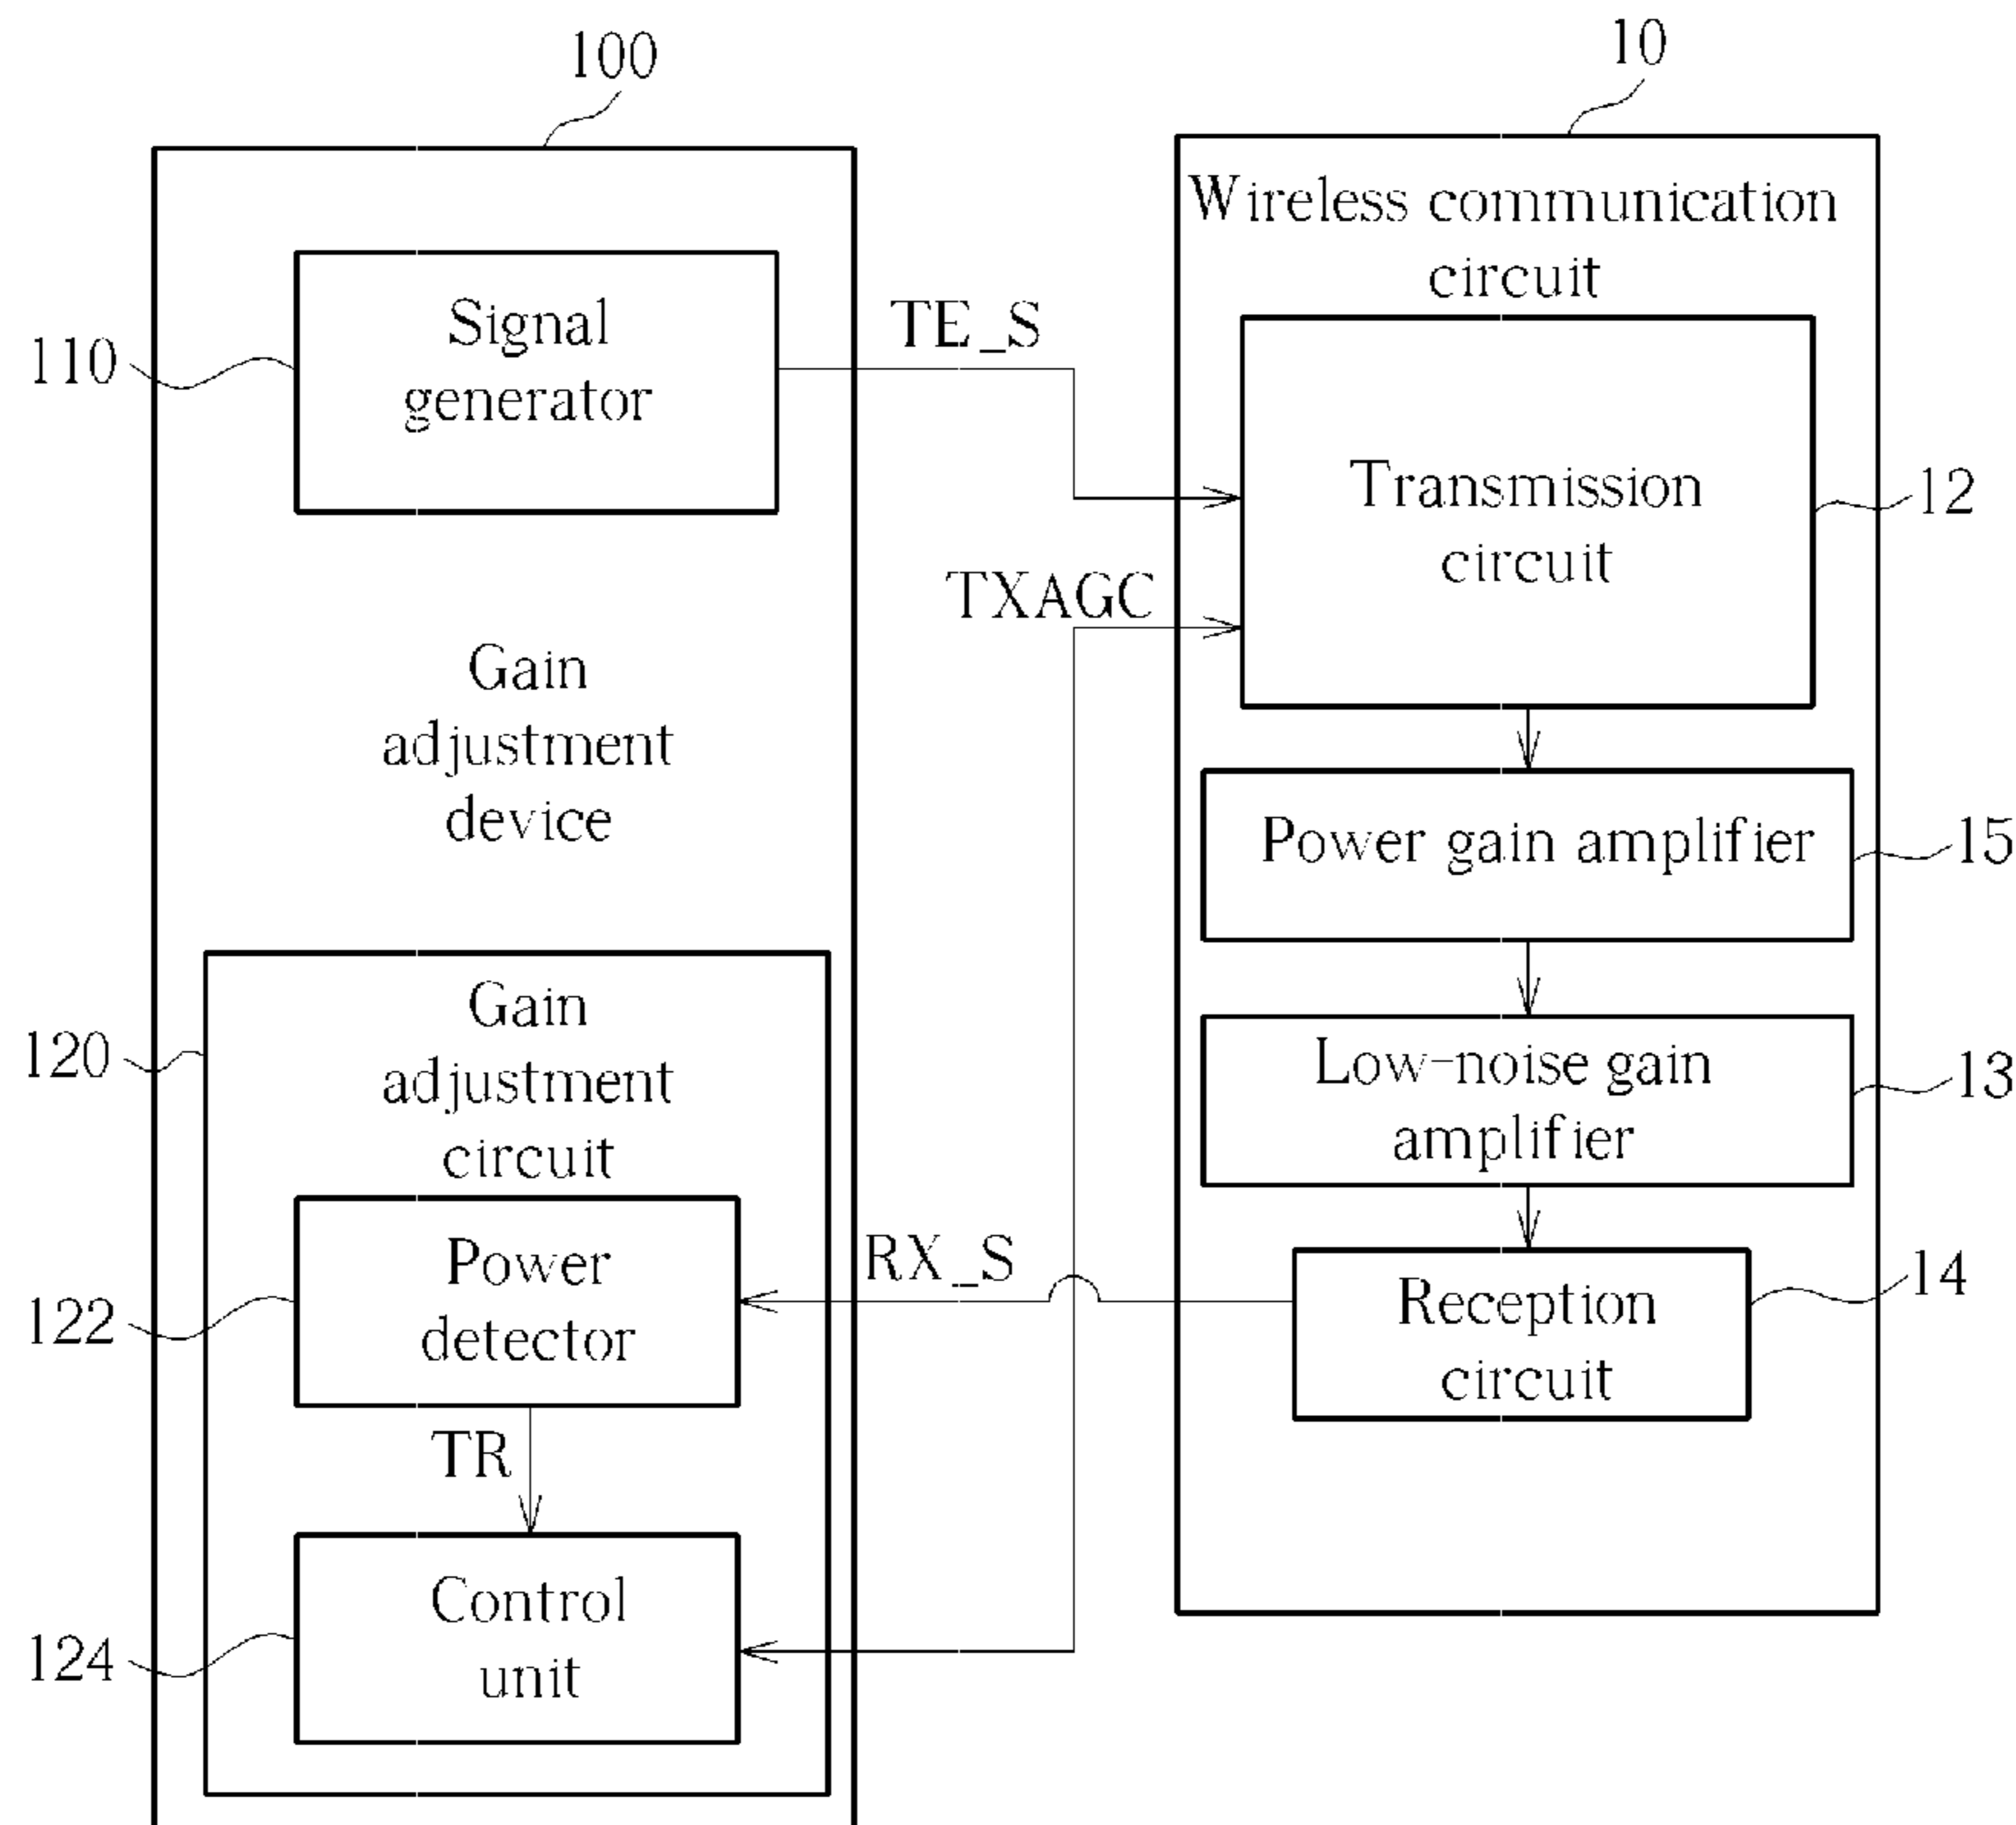 100
10
Wireless communication
circuit
Signal
generator
110
TE_S
Transmission
circuit
12
TXAGC
Gain
adjustment
device
Power gain amplifier
15
Gain
adjustment
circuit
120
Low-noise gain
amplifier
13
Power
detector
122
RX_S
Reception
circuit
14
TR
Control
unit
124